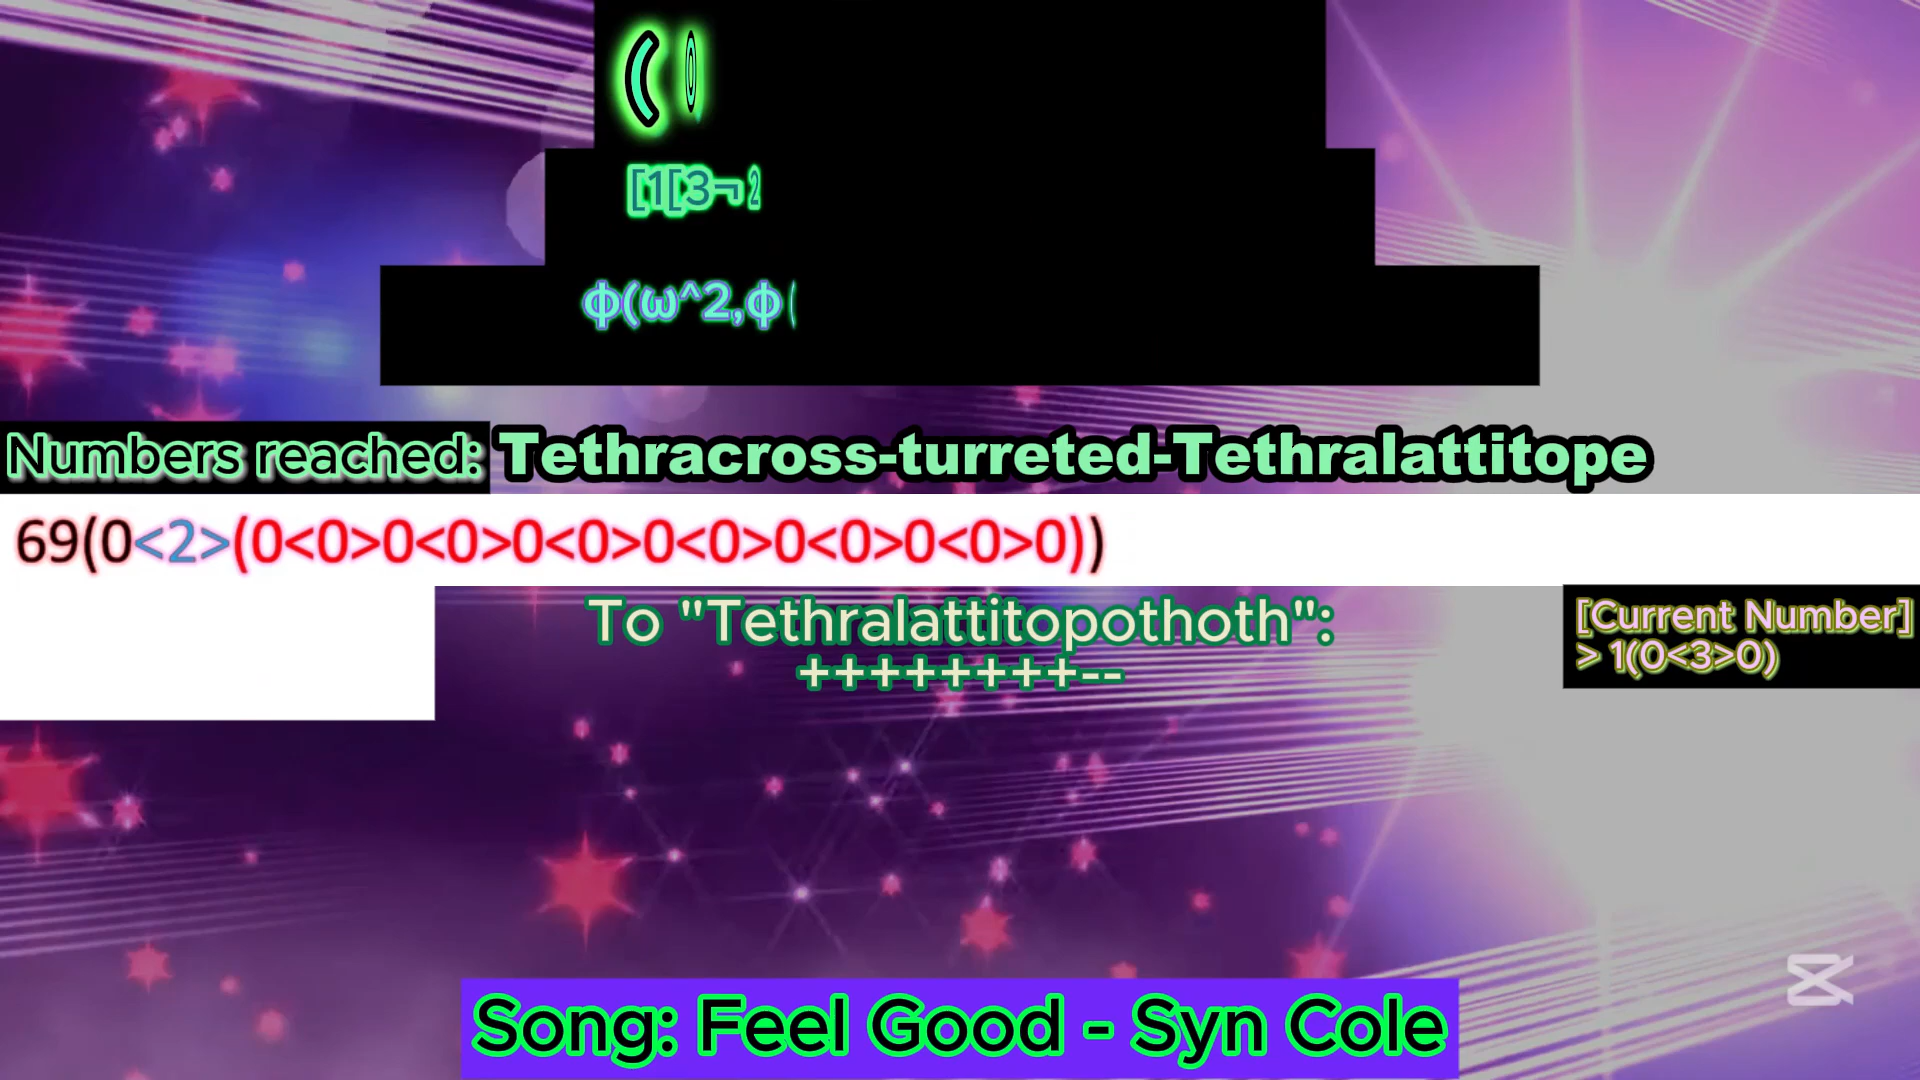 ( 0
[1[3¬2
φ(ω^2,φ(
Numbers reached: Tethracross-turreted-Tethralattitope
69(0<2>(0<0>0<0>0<0>0<0>0<0>0<0>0))
To "Tethralattitopothoth":
++++++++--
[Current Number]
> 1(0<3>0)
Song: Feel Good - Syn Cole